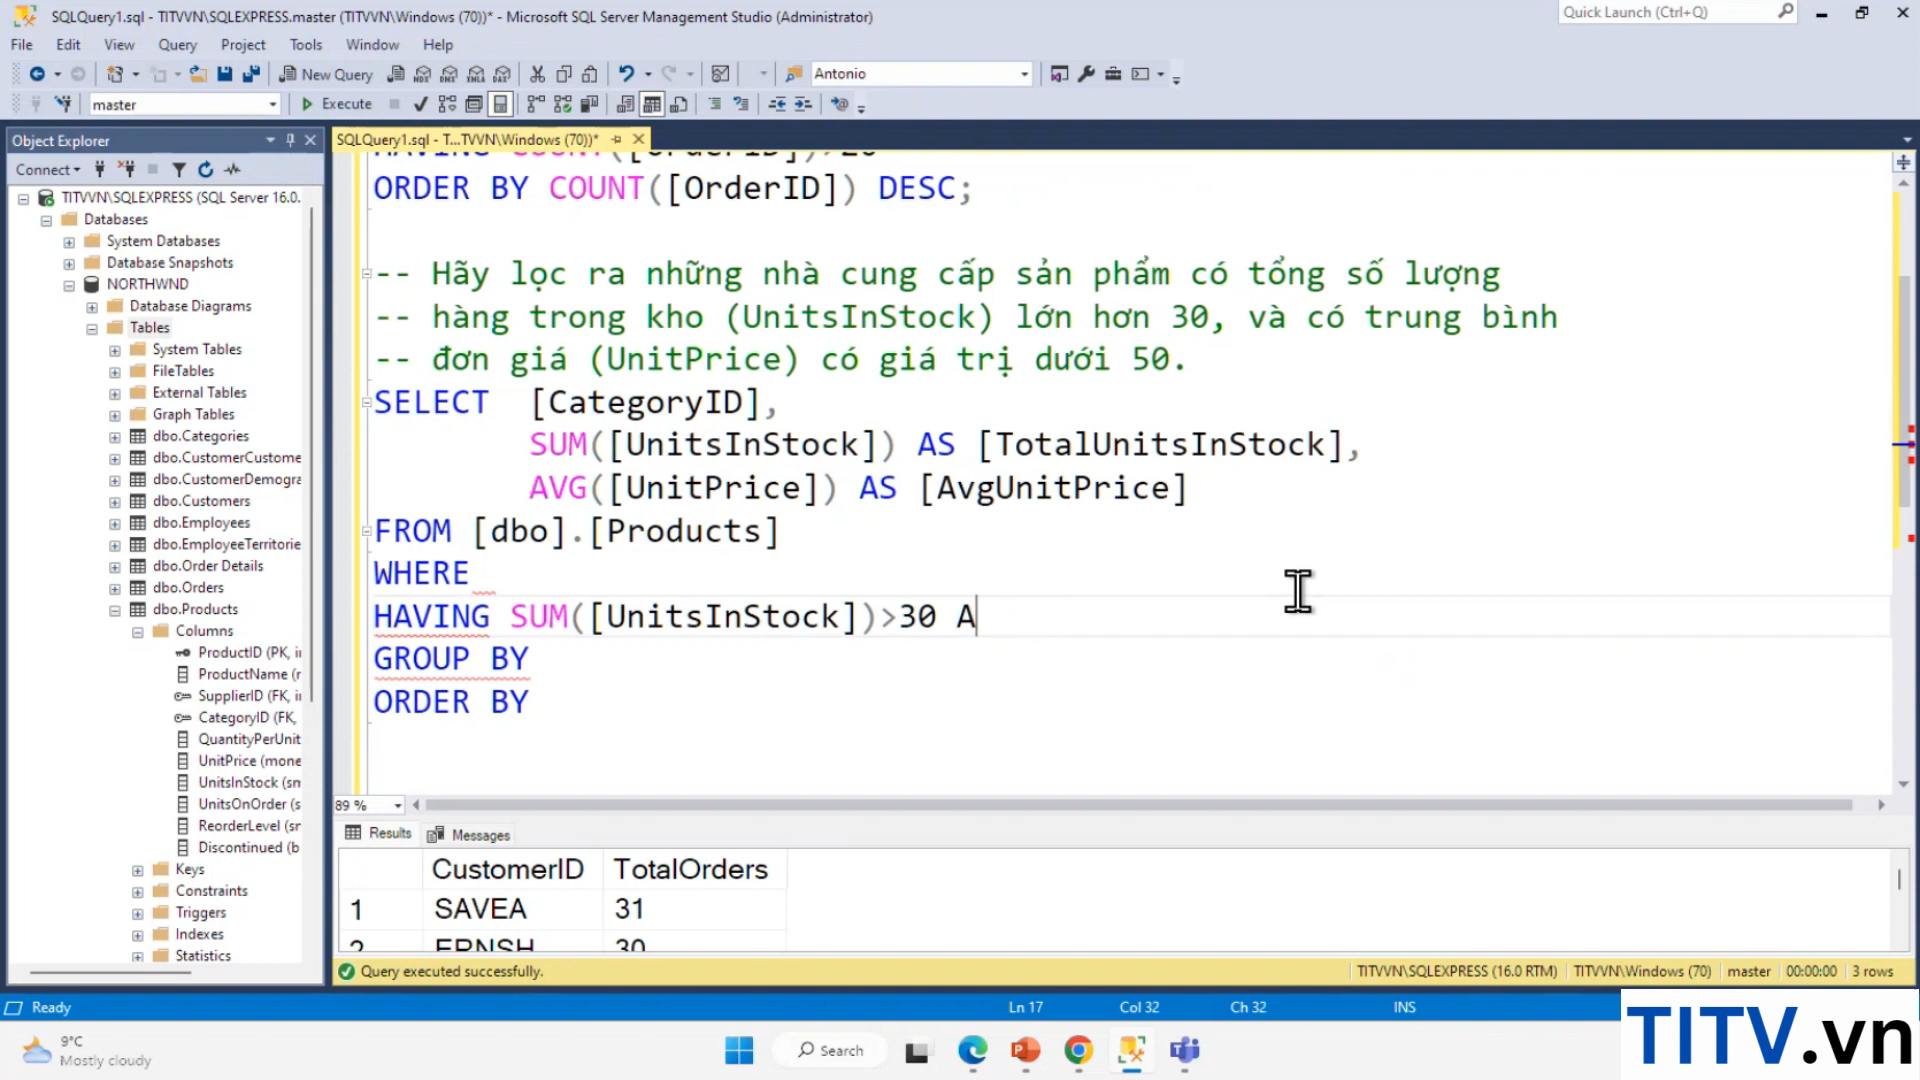 SQLQuery1.sql - TITVVN\SQLEXPRESS.master (TITVVN\Windows (70))* - Microsoft SQL Server Management Studio (Administrator)
Quick Launch (Ctrl+Q)
File Edit View Query Project Tools Window Help
New Query
Antonio
master
Execute
Object Explorer
SQLQuery1.sql - T...TVVN\Windows (70))*
Connect
TITVVN\SQLEXPRESS (SQL Server 16.0.
Databases
System Databases
Database Snapshots
NORTHWND
Database Diagrams
Tables
System Tables
FileTables
External Tables
Graph Tables
dbo.Categories
dbo.CustomerCustome
dbo.CustomerDemogra
dbo.Customers
dbo.Employees
dbo.EmployeeTerritorie
dbo.Order Details
dbo.Orders
dbo.Products
Columns
ProductID (PK, i
ProductName (n
SupplierID (FK, i
CategoryID (FK,
QuantityPerUnit
UnitPrice (mone
UnitsInStock (sm
UnitsOnOrder (s
ReorderLevel (sm
Discontinued (b
Keys
Constraints
Triggers
Indexes
Statistics
HAVING COUNT([OrderID])>20
ORDER BY COUNT([OrderID]) DESC;
-- Hãy lọc ra những nhà cung cấp sản phẩm có tổng số lượng
-- hàng trong kho (UnitsInStock) lớn hơn 30, và có trung bình
-- đơn giá (UnitPrice) có giá trị dưới 50.
SELECT [CategoryID],
SUM([UnitsInStock]) AS [TotalUnitsInStock],
AVG([UnitPrice]) AS [AvgUnitPrice]
FROM [dbo].[Products]
WHERE
HAVING SUM([UnitsInStock])>30 A
GROUP BY
ORDER BY
89 %
Results Messages
CustomerID TotalOrders
1 SAVEA 31
2 ERNSH 30
Query executed successfully.
TITVVN\SQLEXPRESS (16.0 RTM) TITVVN\Windows (70) master 00:00:00 3 rows
Ready
Ln 17 Col 32 Ch 32 INS
9°C
Mostly cloudy
Search
TITV.vn